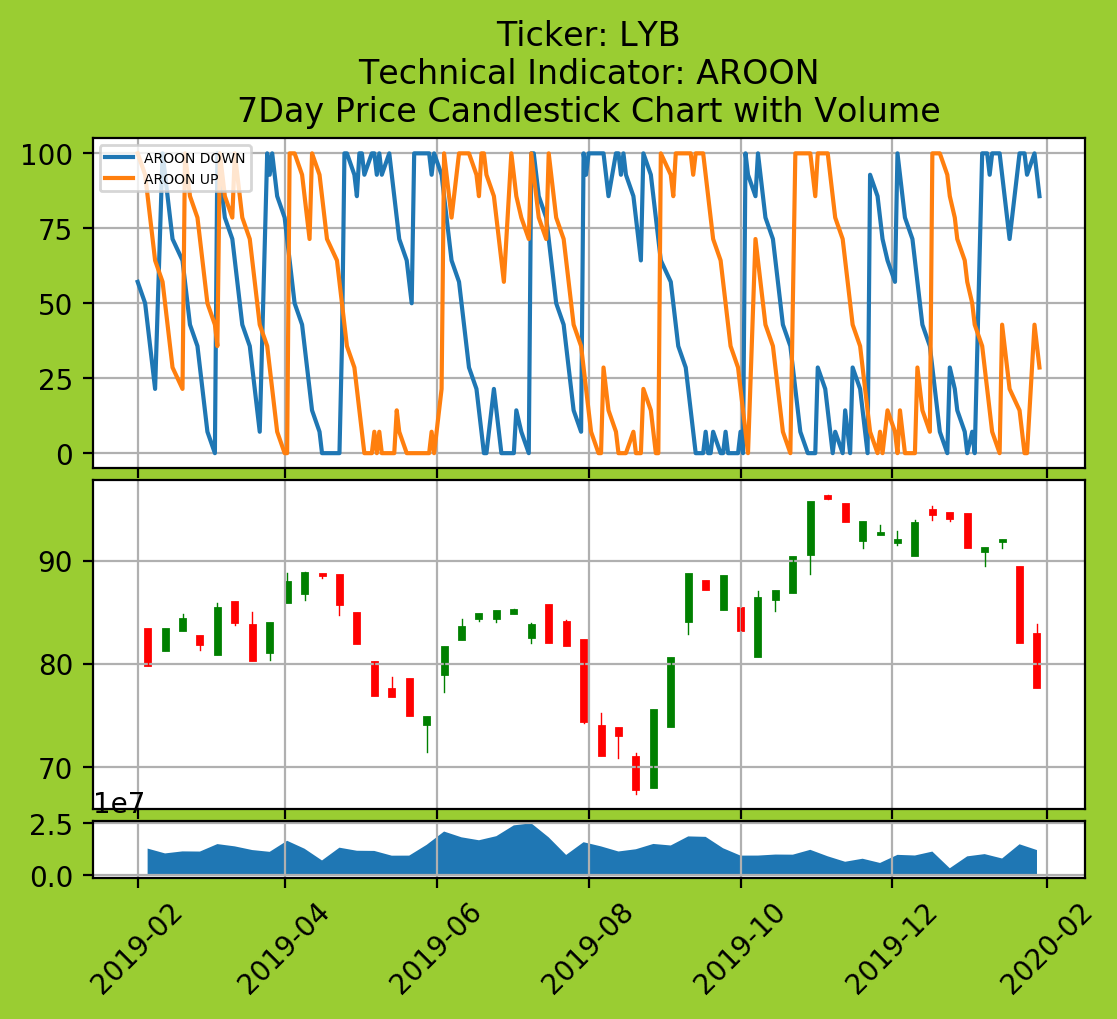 Ticker: LYB
Technical Indicator: AROON
7Day Price Candlestick Chart with Volume
100
75
50
25
0
AROON DOWN
AROON UP
90
80
70
1e7
2.5
0.0
2019-02
2019-04
2019-06
2019-08
2019-10
2019-12
2020-02